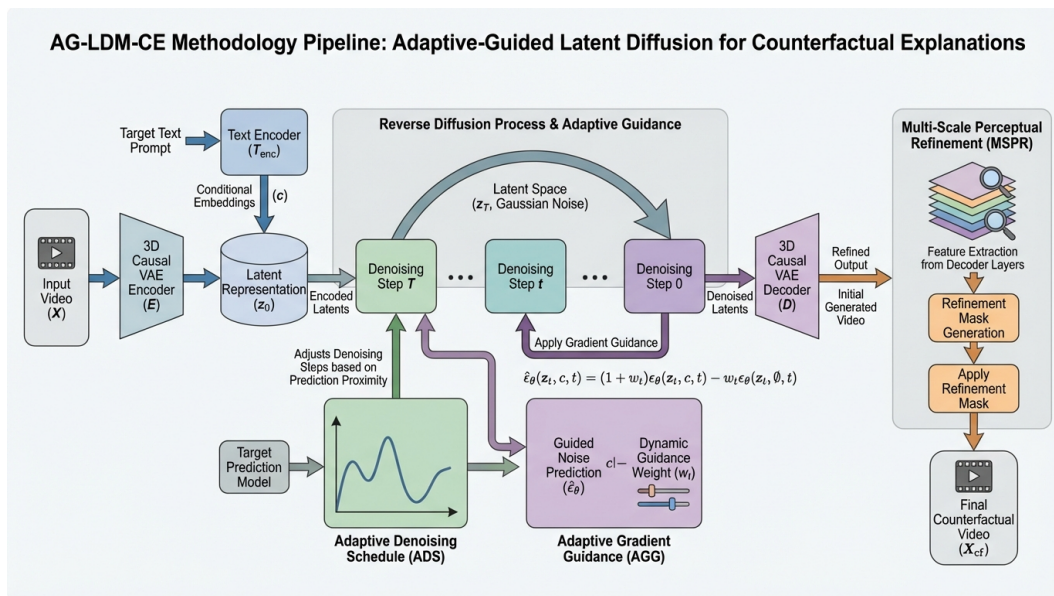 AG-LDM-CE Methodology Pipeline: Adaptive-Guided Latent Diffusion for Counterfactual Explanations
Target Text
Prompt
Text Encoder
(T_enc)
Conditional
Embeddings
(c)
Input
Video
(X)
3D
Causal
VAE
Encoder
(E)
Latent
Representation
(z₀)
Encoded
Latents
Reverse Diffusion Process & Adaptive Guidance
Latent Space
(z_T, Gaussian Noise)
Denoising
Step T
...
Denoising
Step t
...
Denoising
Step 0
Denoised
Latents
Apply Gradient Guidance
ε̂_θ(z_t, c, t) = (1 + w_t)ε_θ(z_t, c, t) − w_tε_θ(z_t, ∅, t)
3D
Causal
VAE
Decoder
(D)
Refined
Output
Initial
Generated
Video
Adjusts Denoising
Steps based on
Prediction Proximity
Target
Prediction
Model
Adaptive Denoising
Schedule (ADS)
Guided
Noise
Prediction
(ε̂_θ)
c|−
Dynamic
Guidance
Weight (w_t)
Adaptive Gradient
Guidance (AGG)
Multi-Scale Perceptual
Refinement (MSPR)
Feature Extraction
from Decoder Layers
Refinement
Mask
Generation
Apply
Refinement
Mask
Final
Counterfactual
Video
(X_cf)